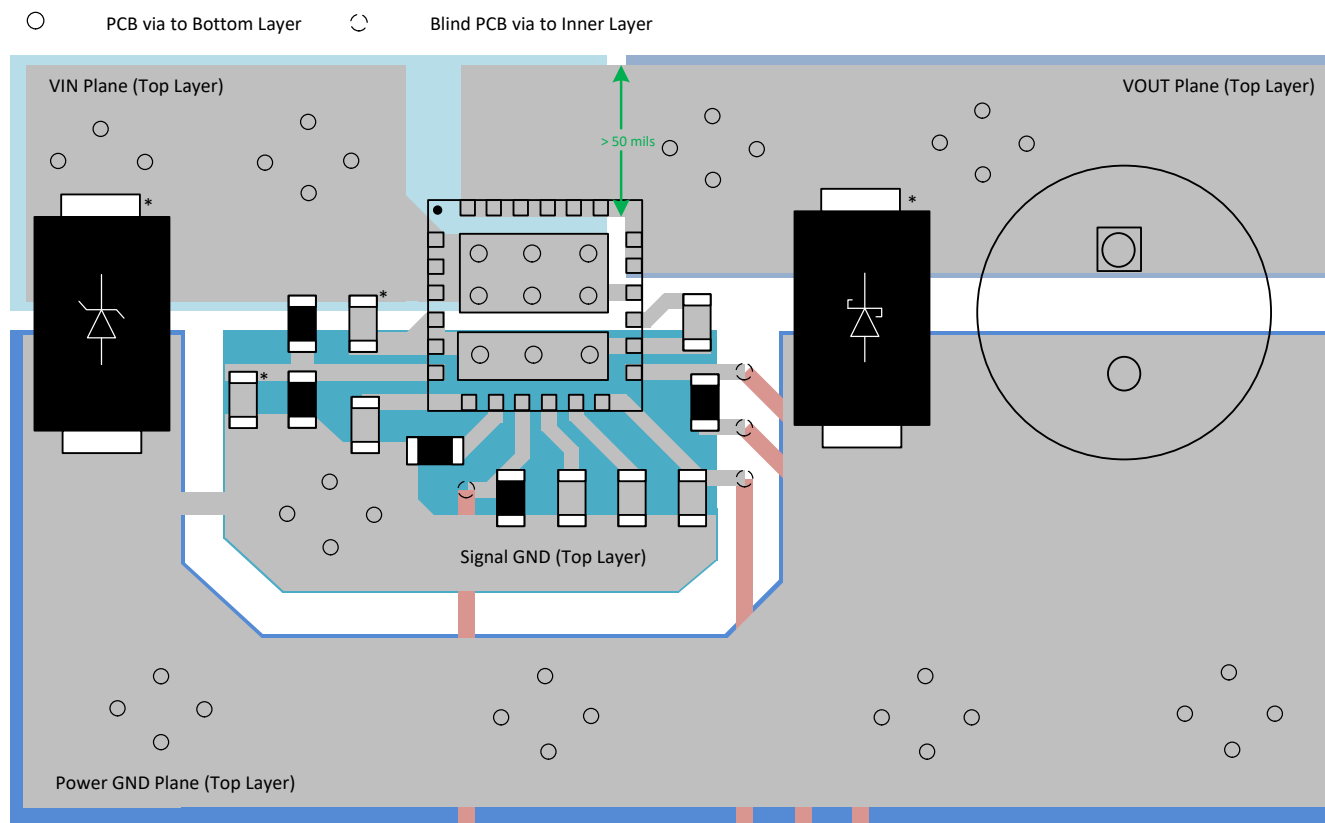 PCB via to Bottom Layer
Blind PCB via to Inner Layer
VIN Plane (Top Layer)
VOUT Plane (Top Layer)
> 50 mils
*
*
*
*
Signal GND (Top Layer)
Power GND Plane (Top Layer)